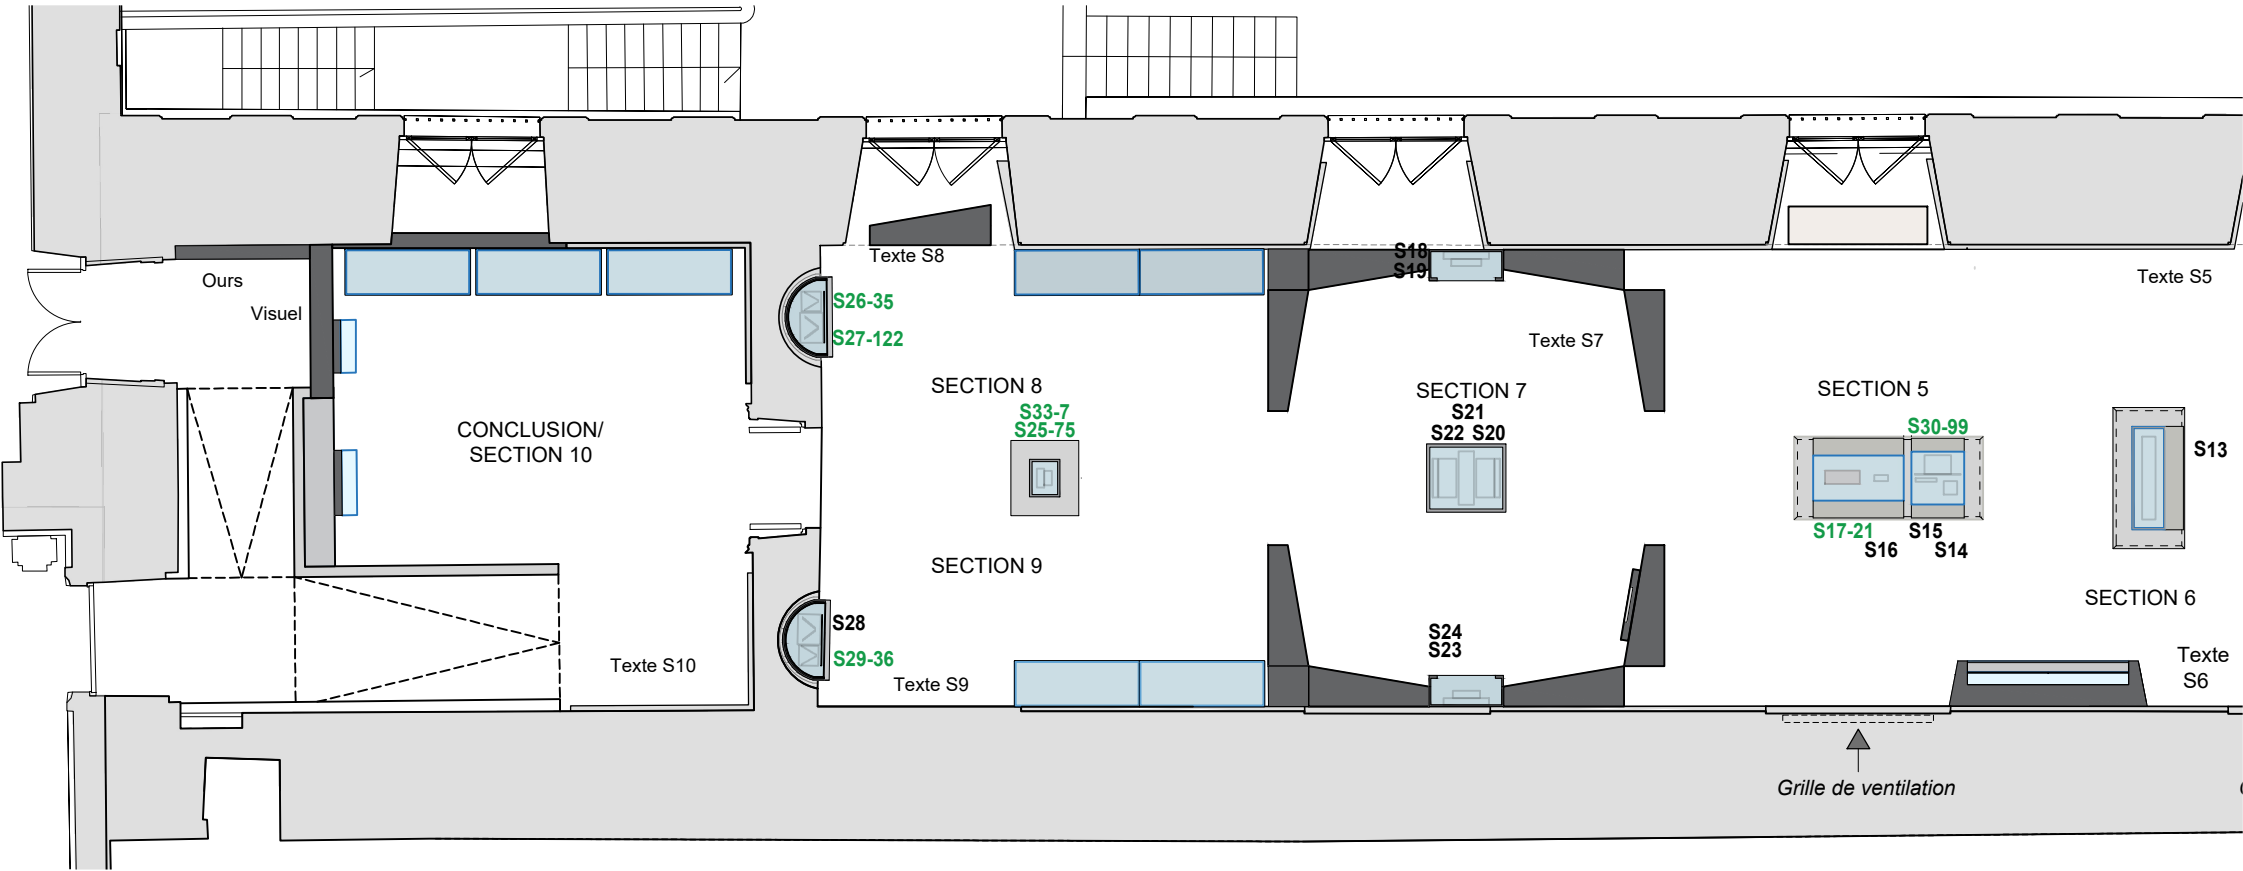 Ours
Visuel
CONCLUSION/
SECTION 10
Texte S10
Texte S8
S26-35
S27-122
SECTION 8
S33-7
S25-75
SECTION 9
S28
S29-36
Texte S9
S18
S19
Texte S7
SECTION 7
S21
S22 S20
S24
S23
Texte S5
SECTION 5
S30-99
S13
S17-21
S16
S15
S14
SECTION 6
Texte
S6
Grille de ventilation